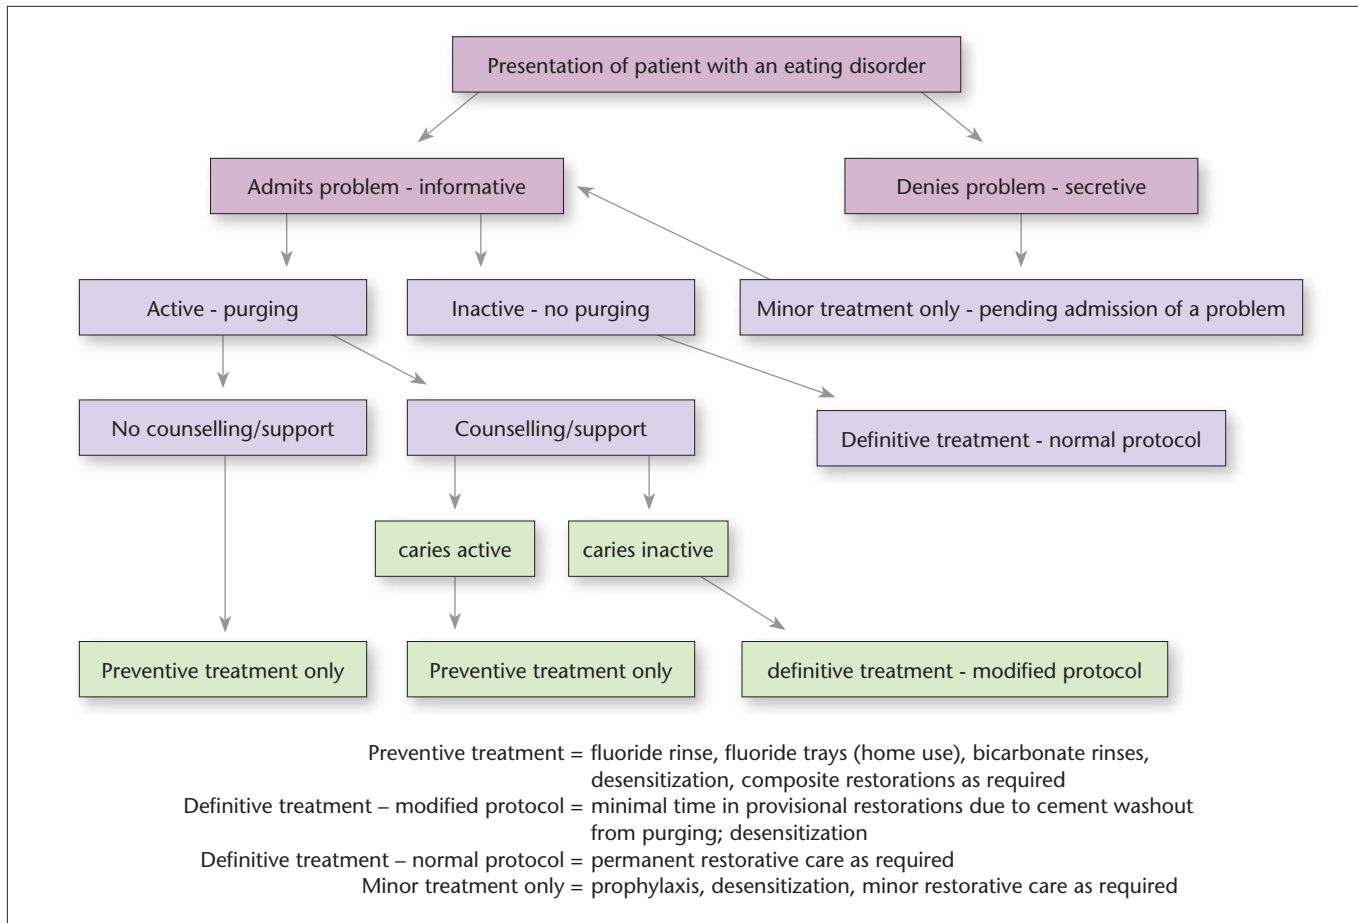 Presentation of patient with an eating disorder
Admits problem - informative
Denies problem - secretive
Active - purging
Inactive - no purging
Minor treatment only - pending admission of a problem
No counselling/support
Counselling/support
Definitive treatment - normal protocol
caries active
caries inactive
Preventive treatment only
Preventive treatment only
definitive treatment - modified protocol
Preventive treatment = fluoride rinse, fluoride trays (home use), bicarbonate rinses,
desensitization, composite restorations as required
Definitive treatment – modified protocol = minimal time in provisional restorations due to cement washout
from purging; desensitization
Definitive treatment – normal protocol = permanent restorative care as required
Minor treatment only = prophylaxis, desensitization, minor restorative care as required